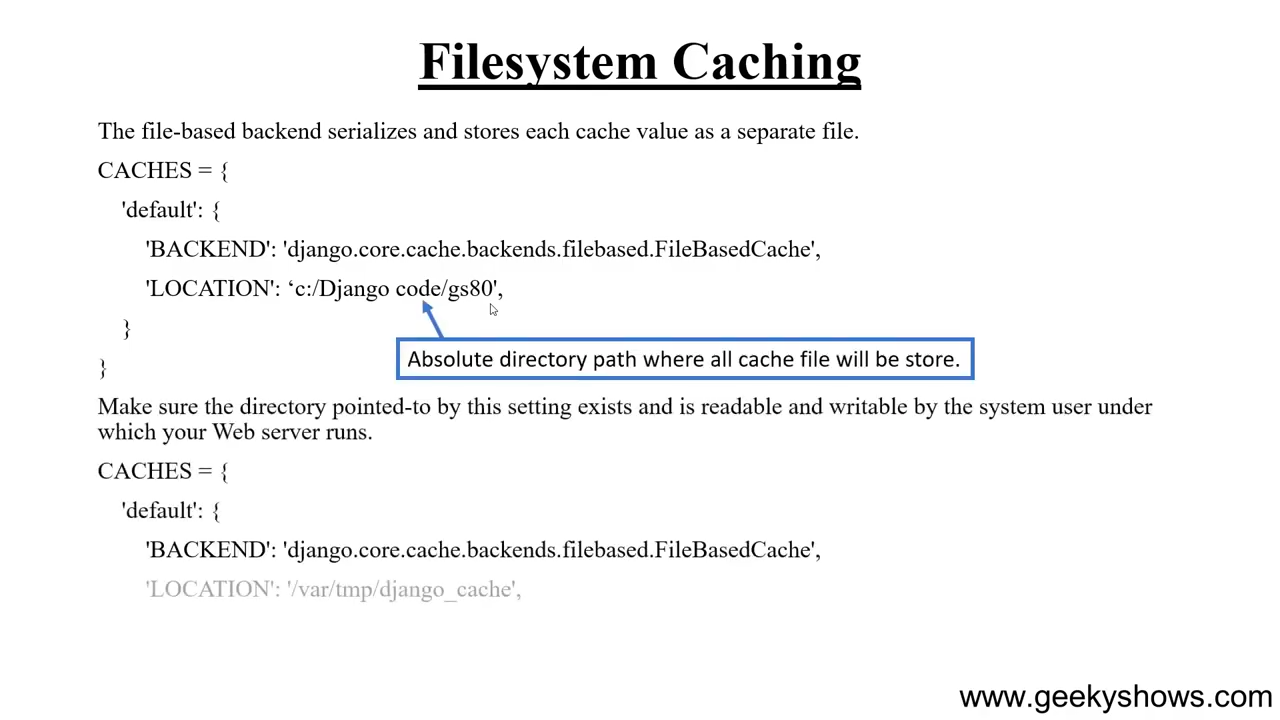 Filesystem Caching
The file-based backend serializes and stores each cache value as a separate file.
CACHES = {
'default': {
'BACKEND': 'django.core.cache.backends.filebased.FileBasedCache',
'LOCATION': ‘c:/Django code/gs80',
}
Absolute directory path where all cache file will be store.
}
Make sure the directory pointed-to by this setting exists and is readable and writable by the system user under
which your Web server runs.
CACHES = {
'default': {
'BACKEND': 'django.core.cache.backends.filebased.FileBasedCache',
'LOCATION': '/var/tmp/django_cache',
www.geekyshows.com